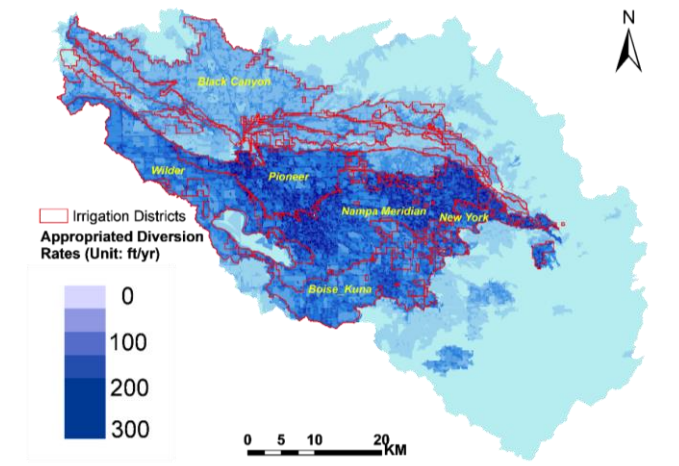 N
Black Canyon
Wilder
Pioneer
Nampa Meridian
New York
Boise_Kuna
Irrigation Districts
Appropriated Diversion
Rates (Unit: ft/yr)
0
100
200
300
0 5 10 20
KM